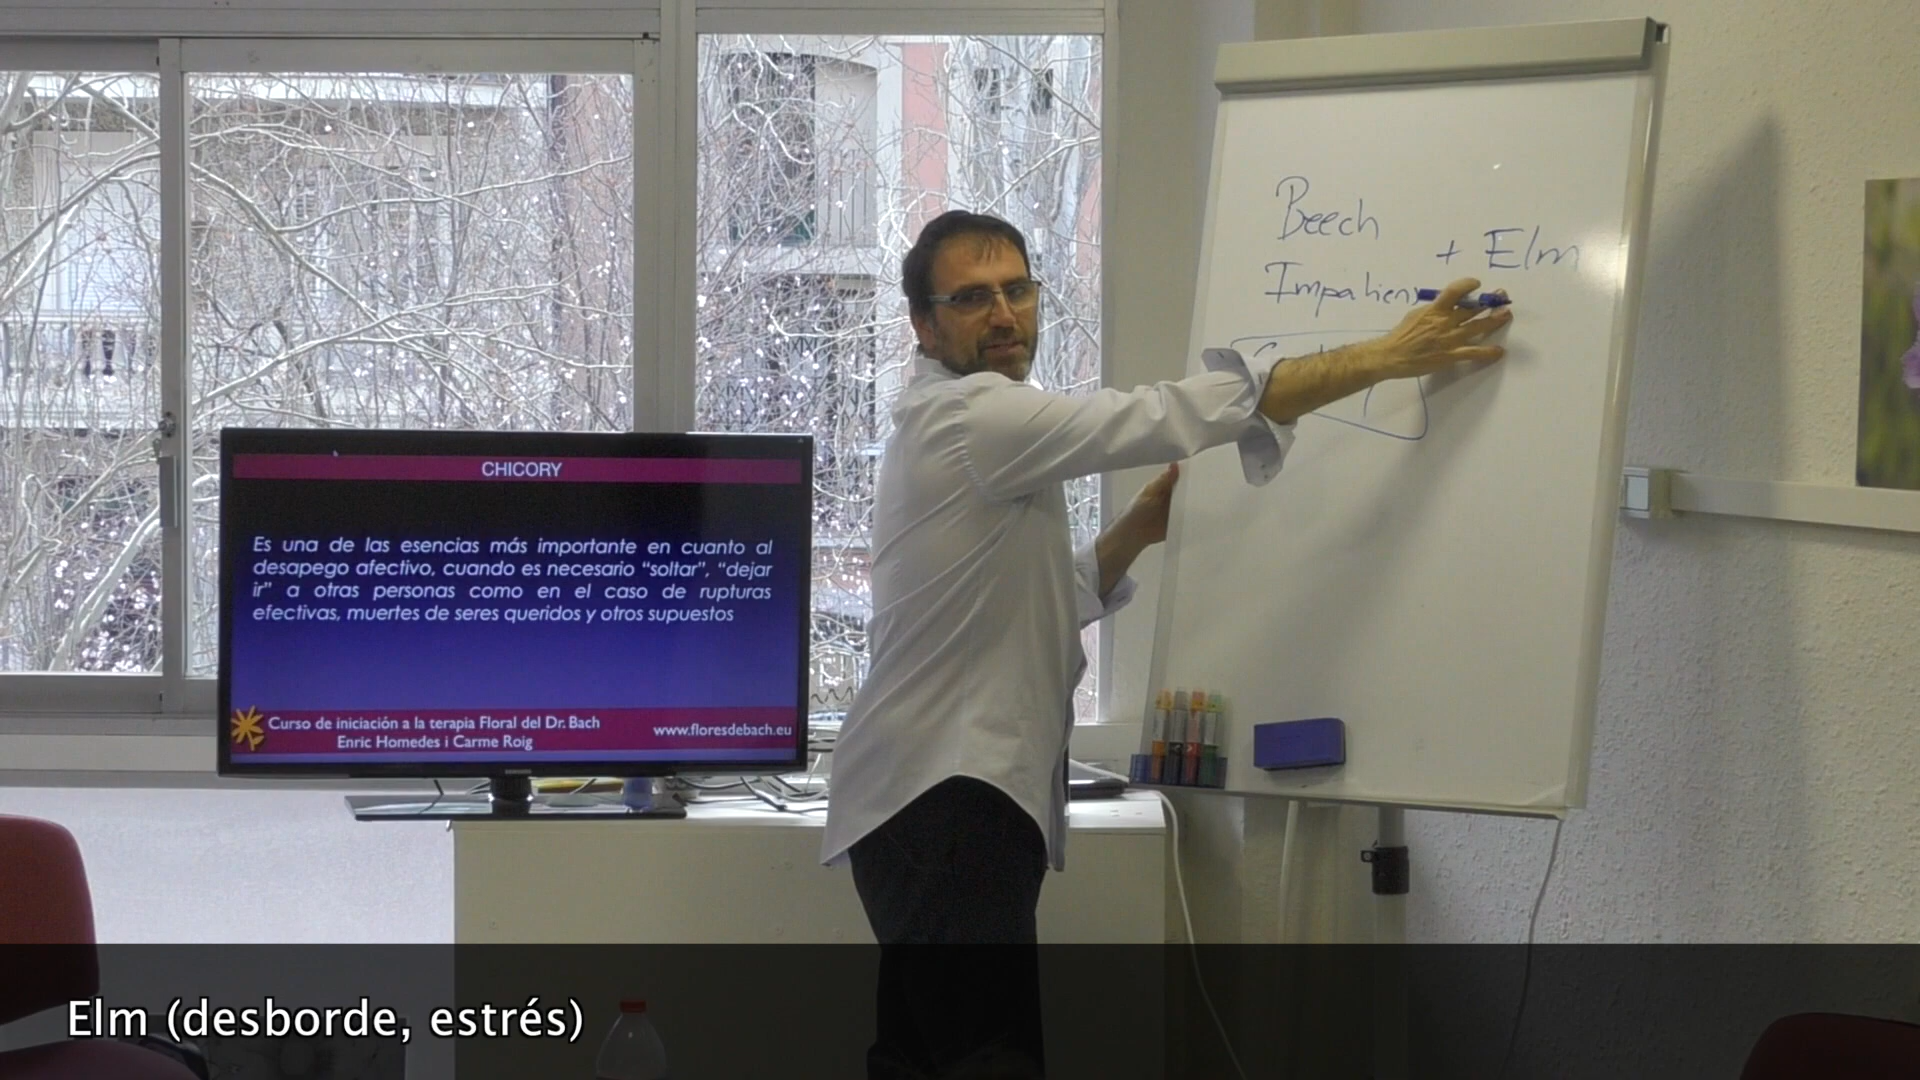 Beech
+ Elm
Impatiens
CHICORY
Es una de las esencias más importante en cuanto al
desapego afectivo, cuando es necesario “soltar”, “dejar
ir” a otras personas como en el caso de rupturas
efectivas, muertes de seres queridos y otros supuestos
Curso de iniciación a la terapia Floral del Dr. Bach
Enric Homedes i Carme Roig
www.floresdebach.eu
Elm (desborde, estrés)